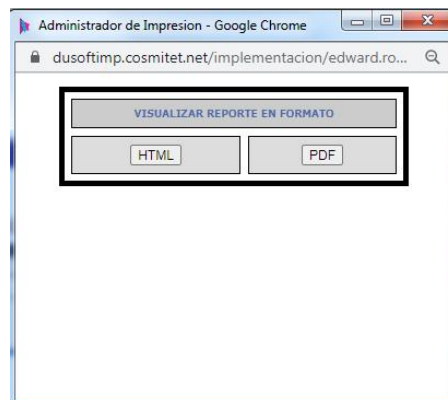 Administrador de Impresion - Google Chrome
dusoftimp.cosmitet.net/implementacion/edward.ro...
VISUALIZAR REPORTE EN FORMATO
HTML PDF